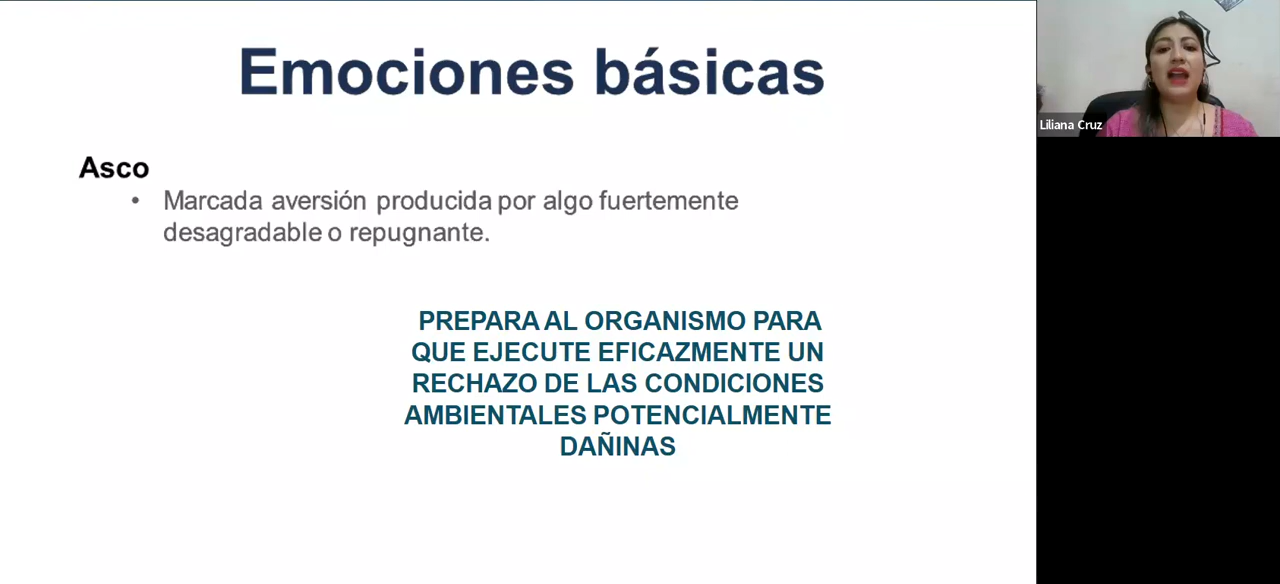 Emociones básicas
Asco
• Marcada aversión producida por algo fuertemente
desagradable o repugnante.
PREPARA AL ORGANISMO PARA
QUE EJECUTE EFICAZMENTE UN
RECHAZO DE LAS CONDICIONES
AMBIENTALES POTENCIALMENTE
DAÑINAS
Liliana Cruz